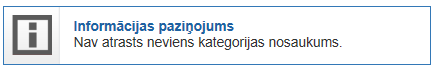 Informācijas paziņojums
Nav atrasts neviens kategorijas nosaukums.